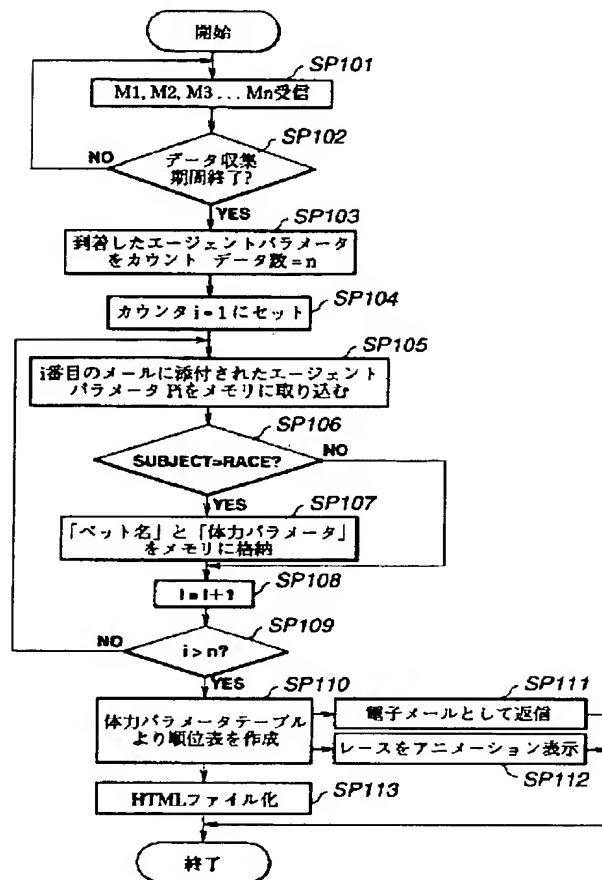 開始
SP101
M1, M2, M3 . . . Mn受信
SP102
NO
データ収集
期間終了?
YES
SP103
到着したエージェントパラメータ
をカウント データ数=n
SP104
カウンタi=1にセット
SP105
i番目のメールに添付されたエージェント
パラメータPiをメモリに取り込む
SP106
NO
SUBJECT=RACE?
YES
SP107
「ペット名」と「体力パラメータ」
をメモリに格納
SP108
i=i+1
SP109
NO
i>n?
YES
SP110
体力パラメータテーブル
より順位表を作成
SP111
電子メールとして返信
レースをアニメーション表示
SP112
SP113
HTMLファイル化
終了